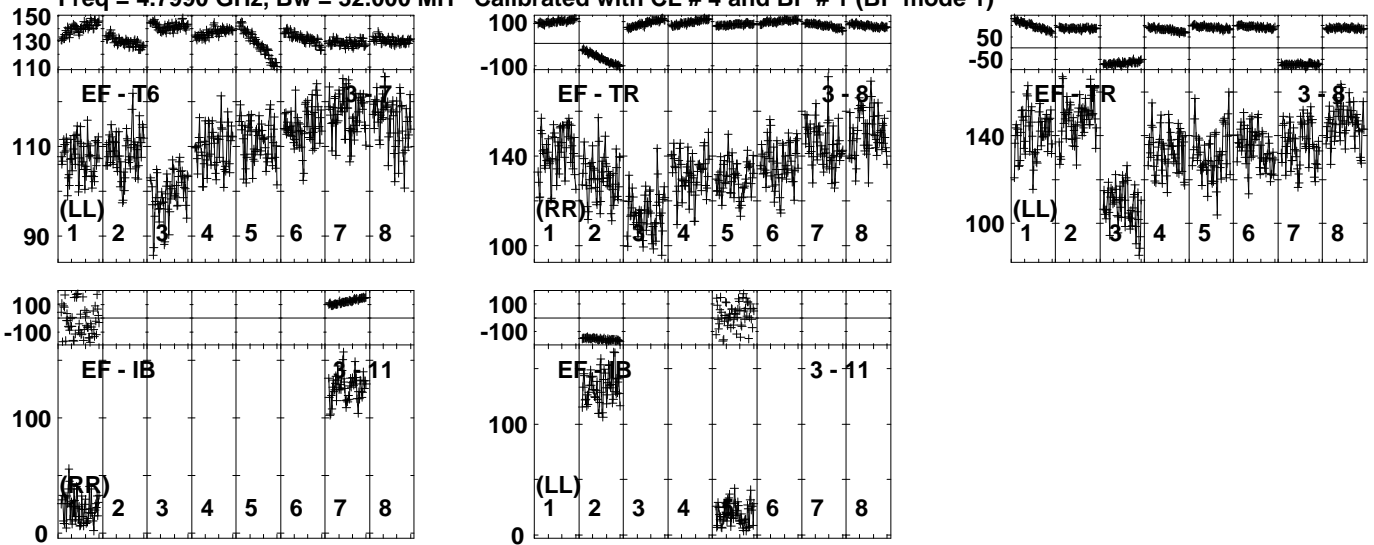 Freq = 4.7990 GHz, Bw = 32.000 MH Calibrated with CL # 4 and BP # 1 (BP mode 1)
150
130
110
EF - T6 3 - 7
110
90
(LL)
1 2 3 4 5 6 7 8
100
-100
EF - TR 3 - 8
140
100
(RR)
1 2 3 4 5 6 7 8
50
-50
EF - TR 3 - 8
140
100
(LL)
1 2 3 4 5 6 7 8
100
-100
EF - IB 3 - 11
100
0
(RR)
2 3 4 5 6 7 8
100
-100
EF - IB 3 - 11
100
0
(LL)
1 2 3 4 5 6 7 8